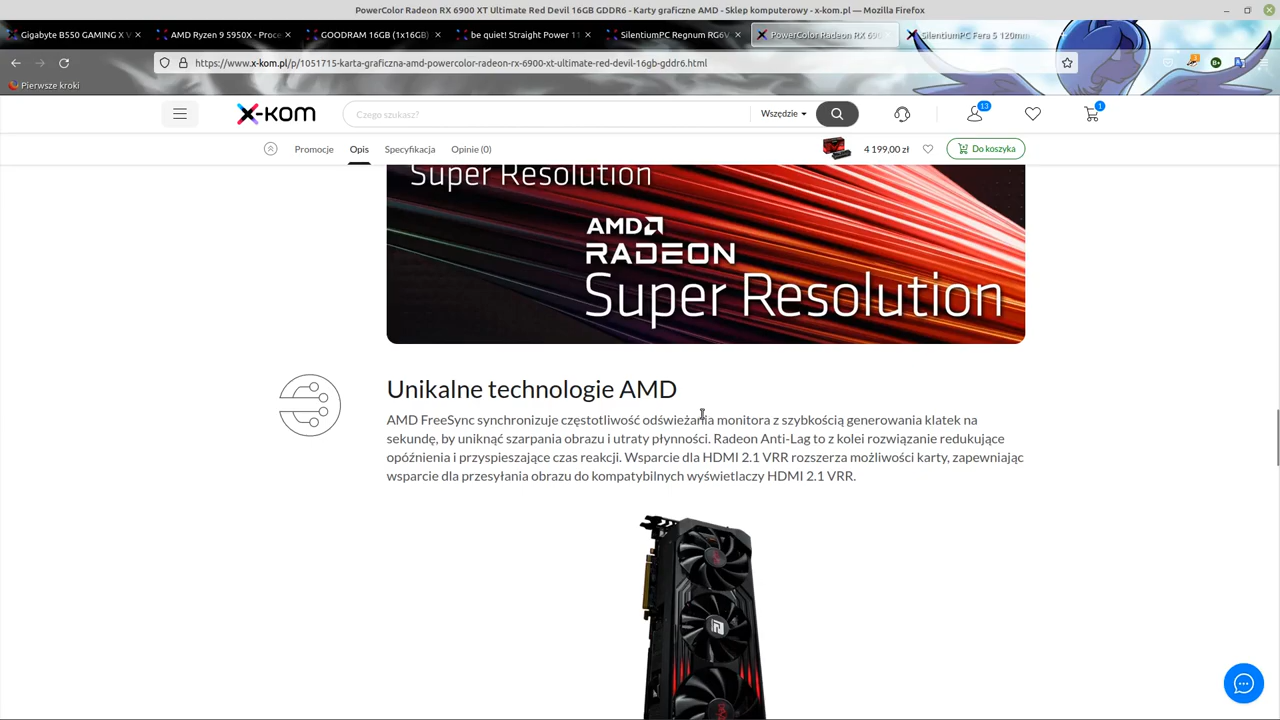 PowerColor Radeon RX 6900 XT Ultimate Red Devil 16GB GDDR6 - Karty graficzne AMD - Sklep komputerowy - x-kom.pl — Mozilla Firefox
Gigabyte B550 GAMING X V
AMD Ryzen 9 5950X - Proce
GOODRAM 16GB (1x16GB)
be quiet! Straight Power 11
SilentiumPC Regnum RG6V
PowerColor Radeon RX 690
SilentiumPC Fera 5 120mm
https://www.x-kom.pl/p/1051715-karta-graficzna-amd-powercolor-radeon-rx-6900-xt-ultimate-red-devil-16gb-gddr6.html
Pierwsze kroki
x-kom
Czego szukasz?
Wszędzie
13
1
Promocje
Opis
Specyfikacja
Opinie (0)
4 199,00 zł
Do koszyka
Super Resolution
AMD
RADEON
Super Resolution
Unikalne technologie AMD
AMD FreeSync synchronizuje częstotliwość odświeżania monitora z szybkością generowania klatek na
sekundę, by uniknąć szarpania obrazu i utraty płynności. Radeon Anti-Lag to z kolei rozwiązanie redukujące
opóźnienia i przyspieszające czas reakcji. Wsparcie dla HDMI 2.1 VRR rozszerza możliwości karty, zapewniając
wsparcie dla przesyłania obrazu do kompatybilnych wyświetlaczy HDMI 2.1 VRR.